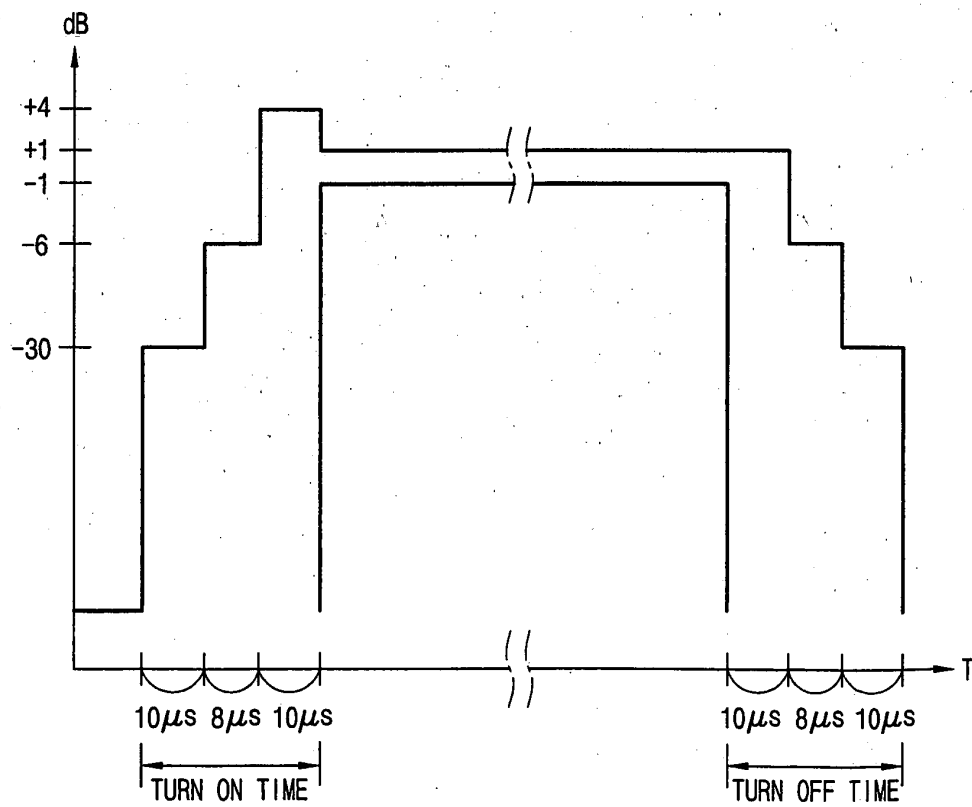 dB
+4
+1
-1
-6
-30
T
10μs 8μs 10μs 10μs 8μs 10μs
TURN ON TIME TURN OFF TIME